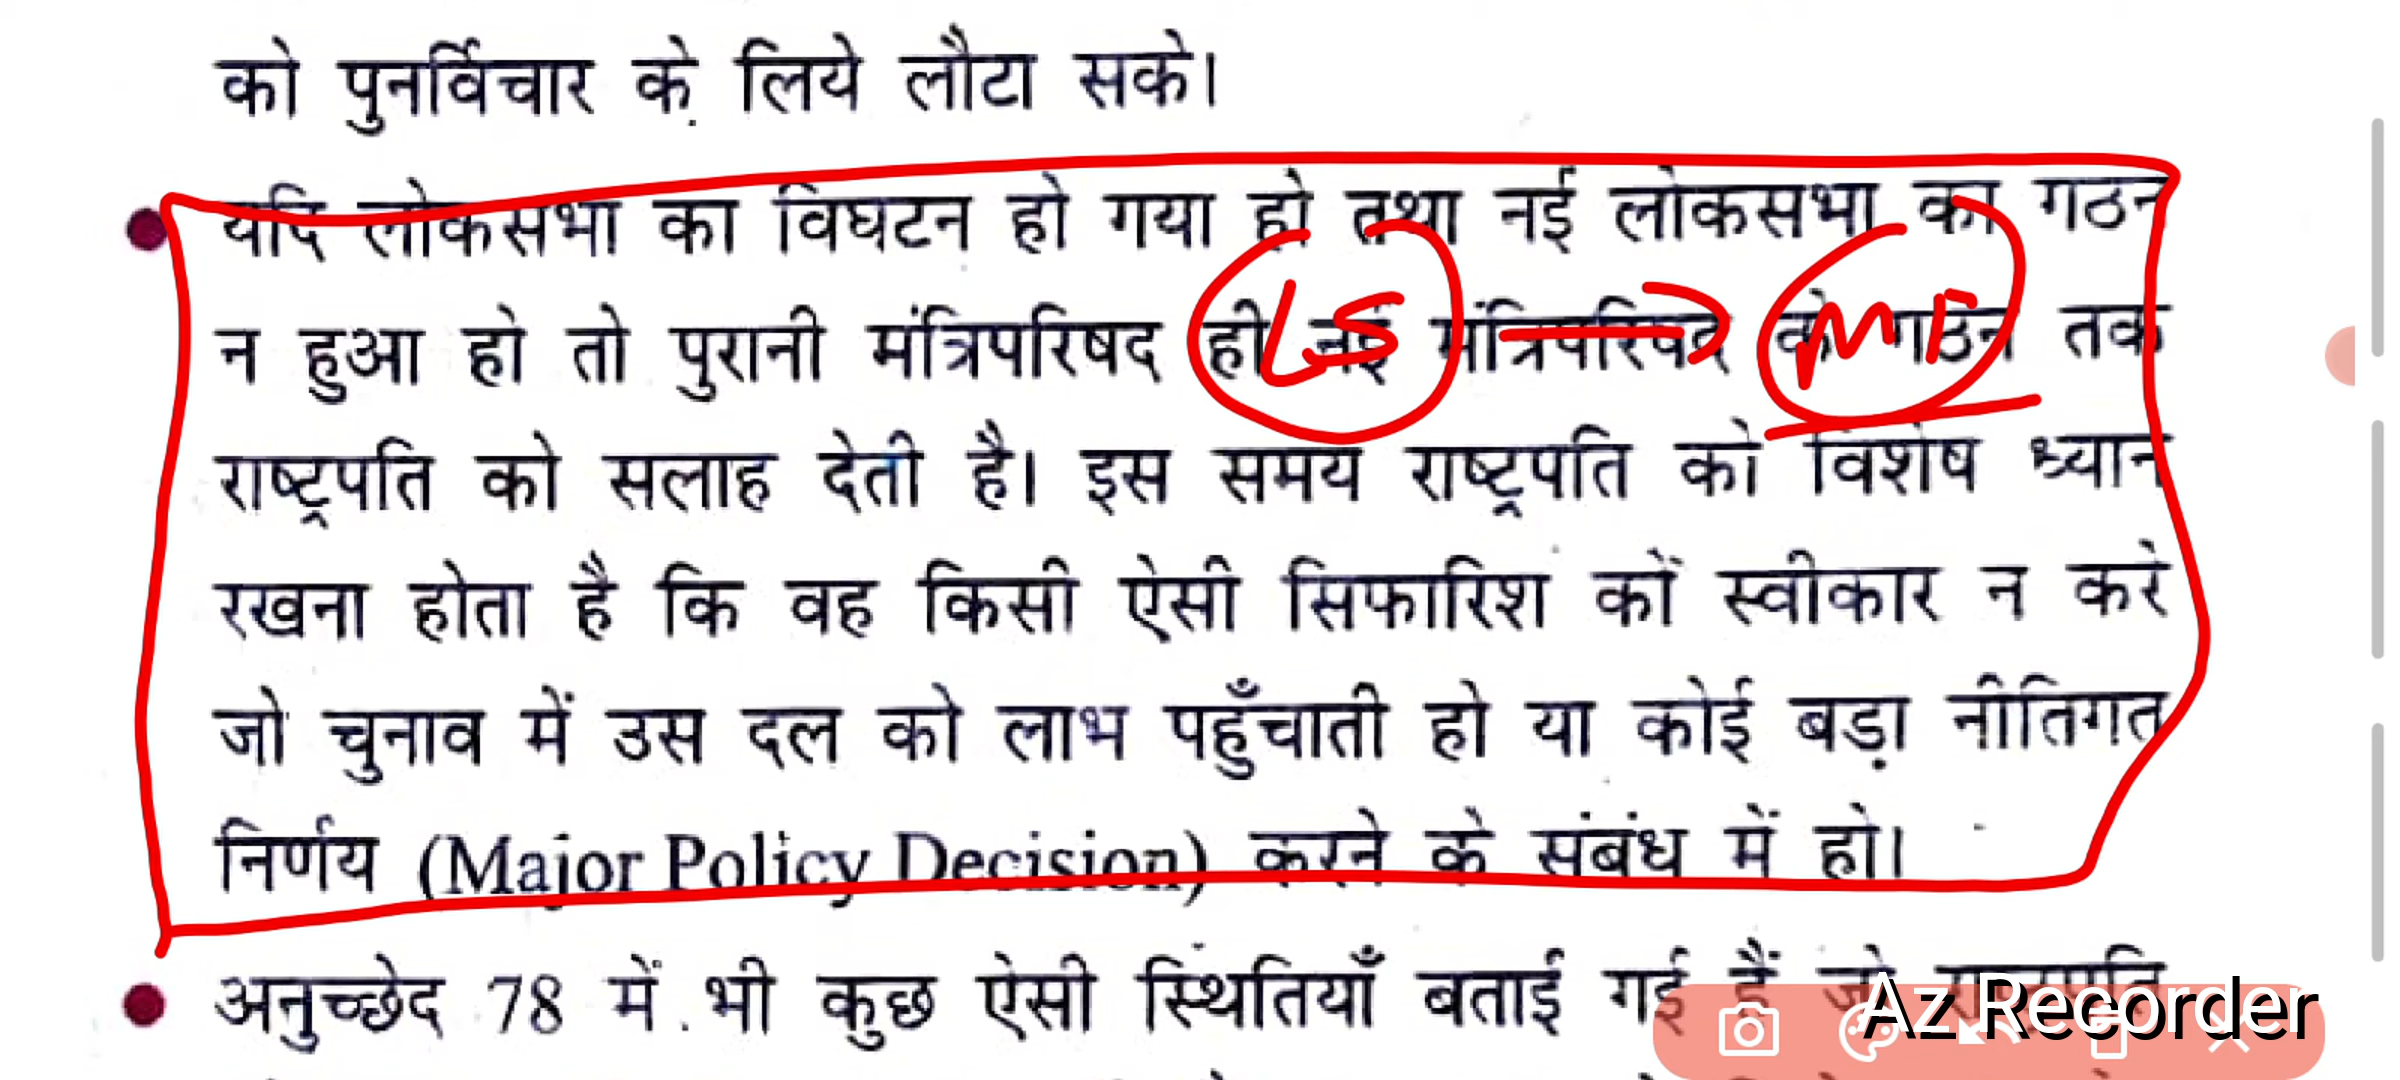 को पुनर्विचार के लिये लौटा सके।
यदि लोकसभा का विघटन हो गया हो तथा नई लोकसभा का गठन
न हुआ हो तो पुरानी मंत्रिपरिषद ही नई मंत्रिपरिषद के गठन तक
LS
राष्ट्रपति को सलाह देती है। इस समय राष्ट्रपति को विशेष ध्यान
रखना होता है कि वह किसी ऐसी सिफारिश को स्वीकार न करे
जो चुनाव में उस दल को लाभ पहुँचाती हो या कोई बड़ा नीतिगत
निर्णय (Major Policy Decision) करने के संबंध में हो।
अनुच्छेद 78 में भी कुछ ऐसी स्थितियाँ बताई गई हैं जो राष्ट्रपति
Az Recorder